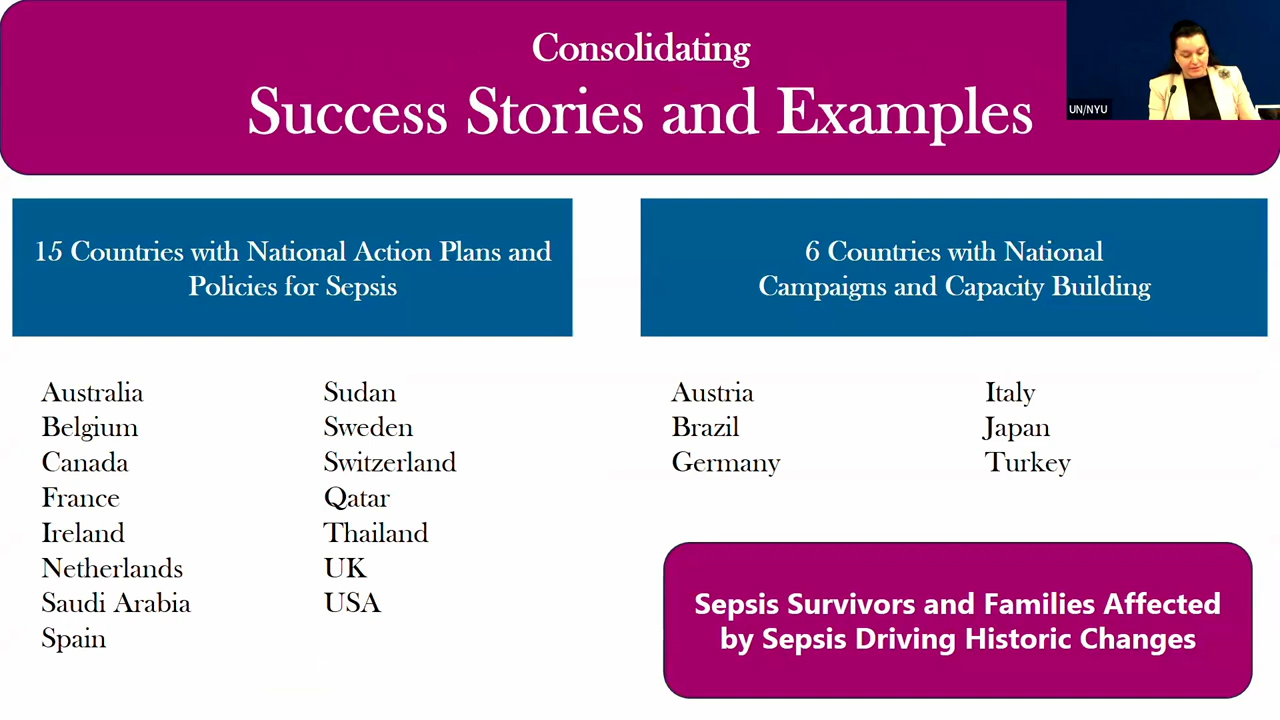 Consolidating
Success Stories and Examples
UN/NYU
15 Countries with National Action Plans and
Policies for Sepsis
Australia
Belgium
Canada
France
Ireland
Netherlands
Saudi Arabia
Spain
Sudan
Sweden
Switzerland
Qatar
Thailand
UK
USA
6 Countries with National
Campaigns and Capacity Building
Austria
Brazil
Germany
Italy
Japan
Turkey
Sepsis Survivors and Families Affected
by Sepsis Driving Historic Changes